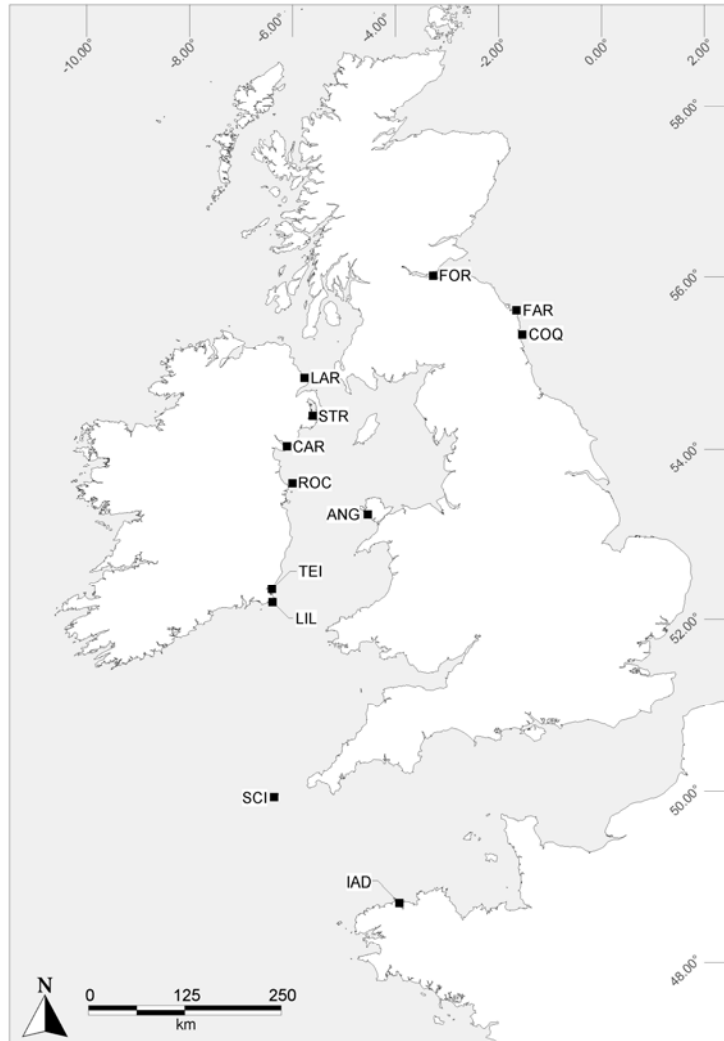 -10.00°
-8.00°
-6.00°
-4.00°
-2.00°
0.00°
2.00°
58.00°
FOR
56.00°
FAR
COQ
LAR
STR
CAR
54.00°
ROC
ANG
TEI
LIL
52.00°
SCI
50.00°
IAD
48.00°
N
0 125 250
km